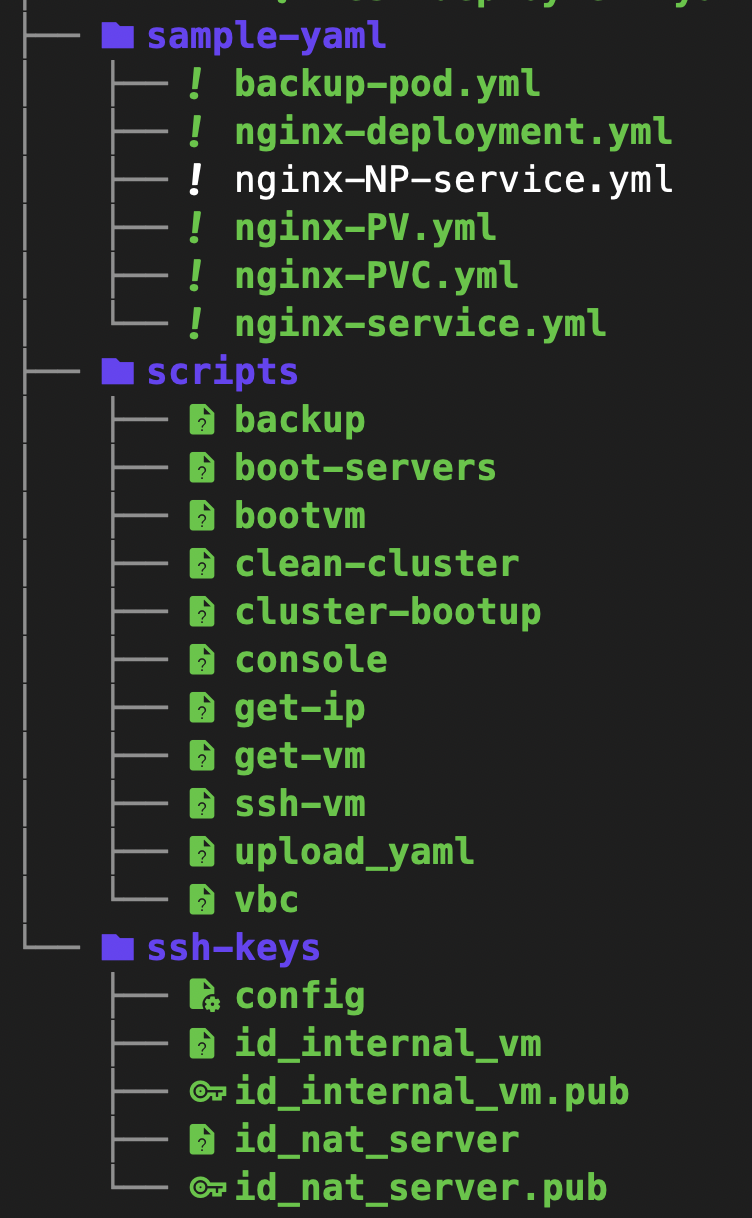 sample-yaml
! backup-pod.yml
! nginx-deployment.yml
! nginx-NP-service.yml
! nginx-PV.yml
! nginx-PVC.yml
! nginx-service.yml
scripts
backup
boot-servers
bootvm
clean-cluster
cluster-bootup
console
get-ip
get-vm
ssh-vm
upload_yaml
vbc
ssh-keys
config
id_internal_vm
id_internal_vm.pub
id_nat_server
id_nat_server.pub